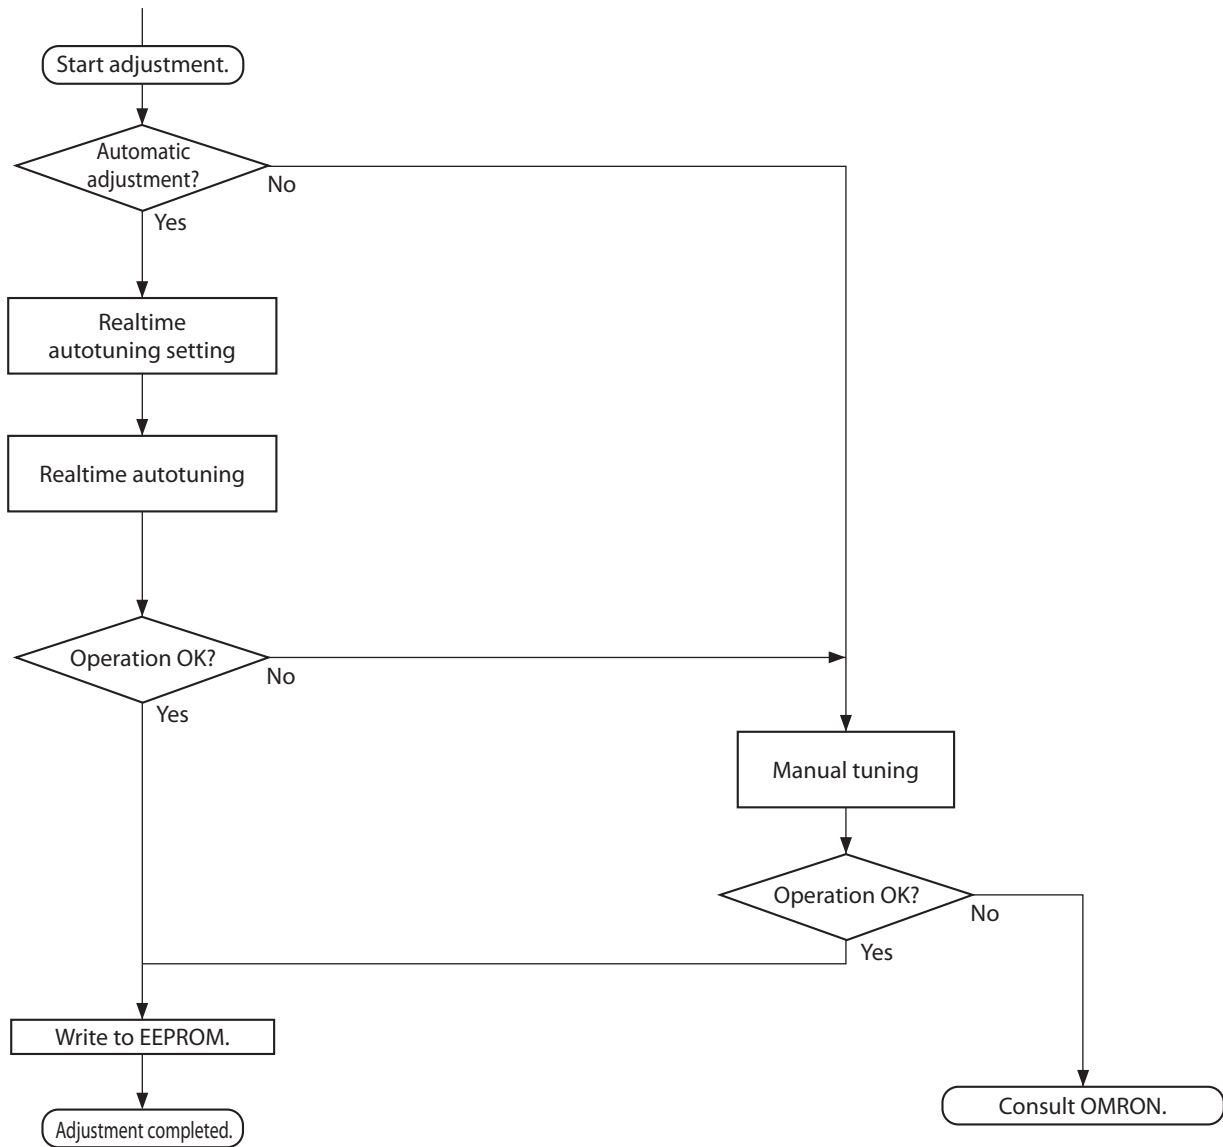 Start adjustment.
Automatic
adjustment?
No
Yes
Realtime
autotuning setting
Realtime autotuning
Operation OK?
No
Yes
Manual tuning
Operation OK?
No
Yes
Write to EEPROM.
Consult OMRON.
Adjustment completed.